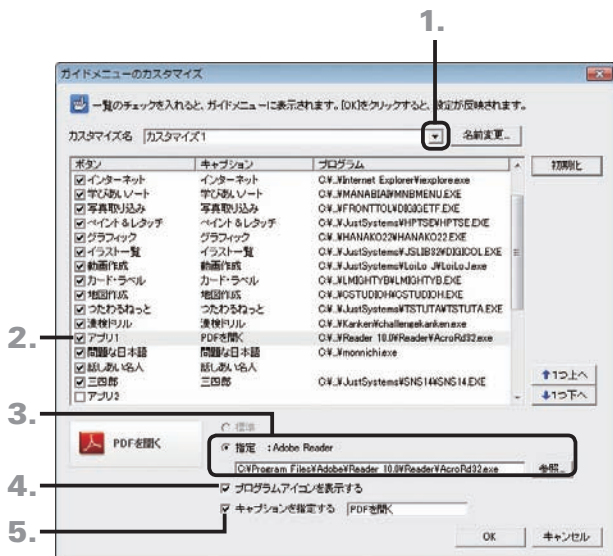 1.
ガイドメニューのカスタマイズ
一覧のチェックを入れると、ガイドメニューに表示されます。[OK]をクリックすると、設定が反映されます。
カスタマイズ名 カスタマイズ1 名前変更...
ボタン キャプション プログラム 初期化
インターネット インターネット C:¥...¥Internet Explorer¥iexplore.exe
学びあいノート 学びあいノート C:¥...¥MANABIA¥MNBMENU.EXE
写真取り込み 写真取り込み C:¥...¥FRONTTOL¥DIGIGETF.EXE
ペイント&レタッチ ペイント&レタッチ C:¥...¥JustSystems¥HPTSE¥HPTSE.EXE
グラフィック グラフィック C:¥...¥HANAKO22¥HANAKO22.EXE
イラスト一覧 イラスト一覧 C:¥...¥JustSystems¥JSLIB32¥DIGICOL.EXE
動画作成 動画作成 C:¥...¥JustSystems¥LoiLo J¥LoiLoJ.exe
カード・ラベル カード・ラベル C:¥...¥LMIGHTYB¥LMIGHTYB.EXE
地図作成 地図作成 C:¥...¥GSTUDIOH¥GSTUDIOH.EXE
つたわるねっと つたわるねっと C:¥...¥JustSystems¥TSTUTA¥TSTUTA.EXE
漢検ドリル 漢検ドリル C:¥...¥Kanken¥challengekanken.exe
2. アプリ1 PDFを開く C:¥...¥Reader 10.0¥Reader¥AcroRd32.exe
問題な日本語 問題な日本語 C:¥...¥monnichi.exe
話しあい名人 話しあい名人
三四郎 三四郎 C:¥...¥JustSystems¥SNS14¥SNS14.EXE
アプリ2
1つ上へ
1つ下へ
3.
標準
PDFを開く
指定 :Adobe Reader
C:¥Program Files¥Adobe¥Reader 10.0¥Reader¥AcroRd32.exe 参照...
4. プログラムアイコンを表示する
5. キャプションを指定する PDFを開く
OK キャンセル